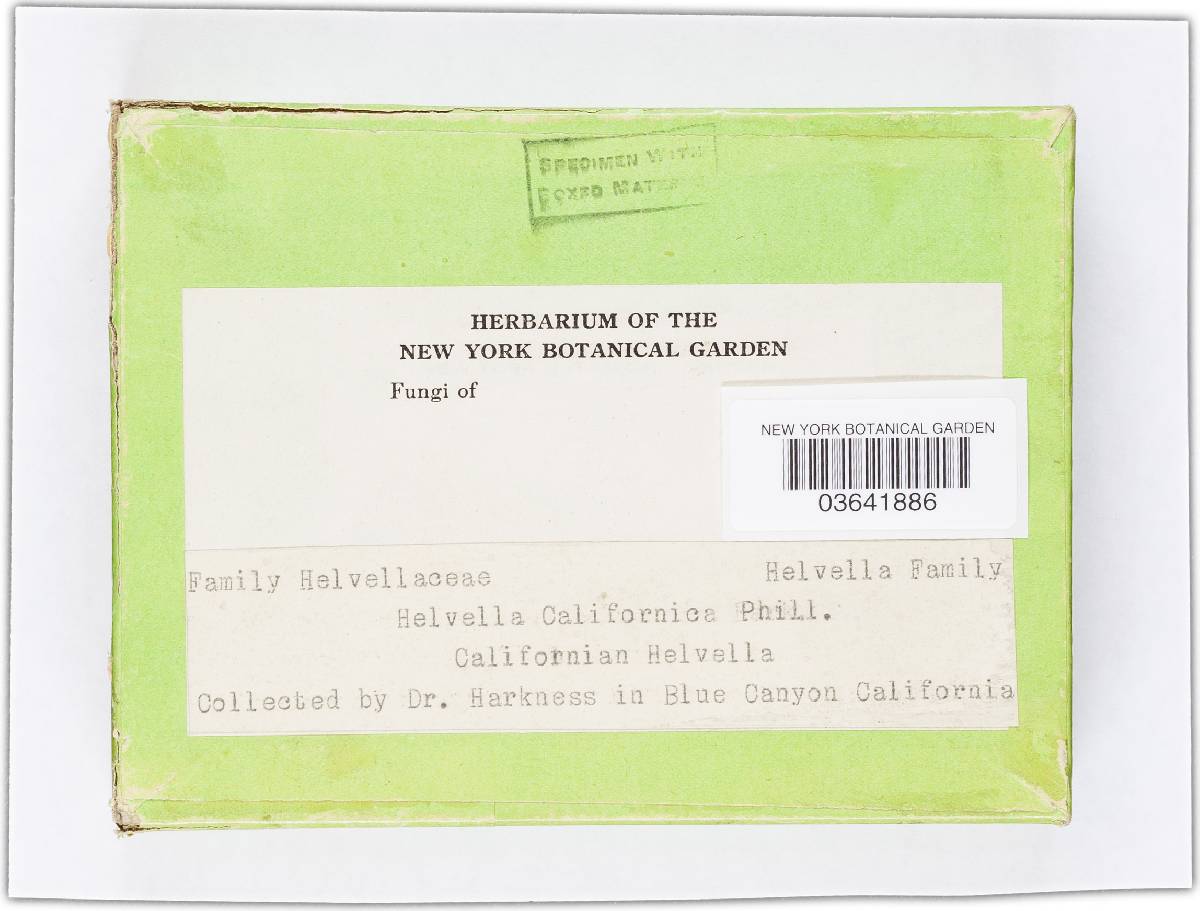 SPECIMEN WITH
BOXED MATERIAL
HERBARIUM OF THE
NEW YORK BOTANICAL GARDEN
Fungi of
NEW YORK BOTANICAL GARDEN
03641886
Family Helvellaceae Helvella Family
Helvella Californica Phill.
Californian Helvella
Collected by Dr. Harkness in Blue Canyon California